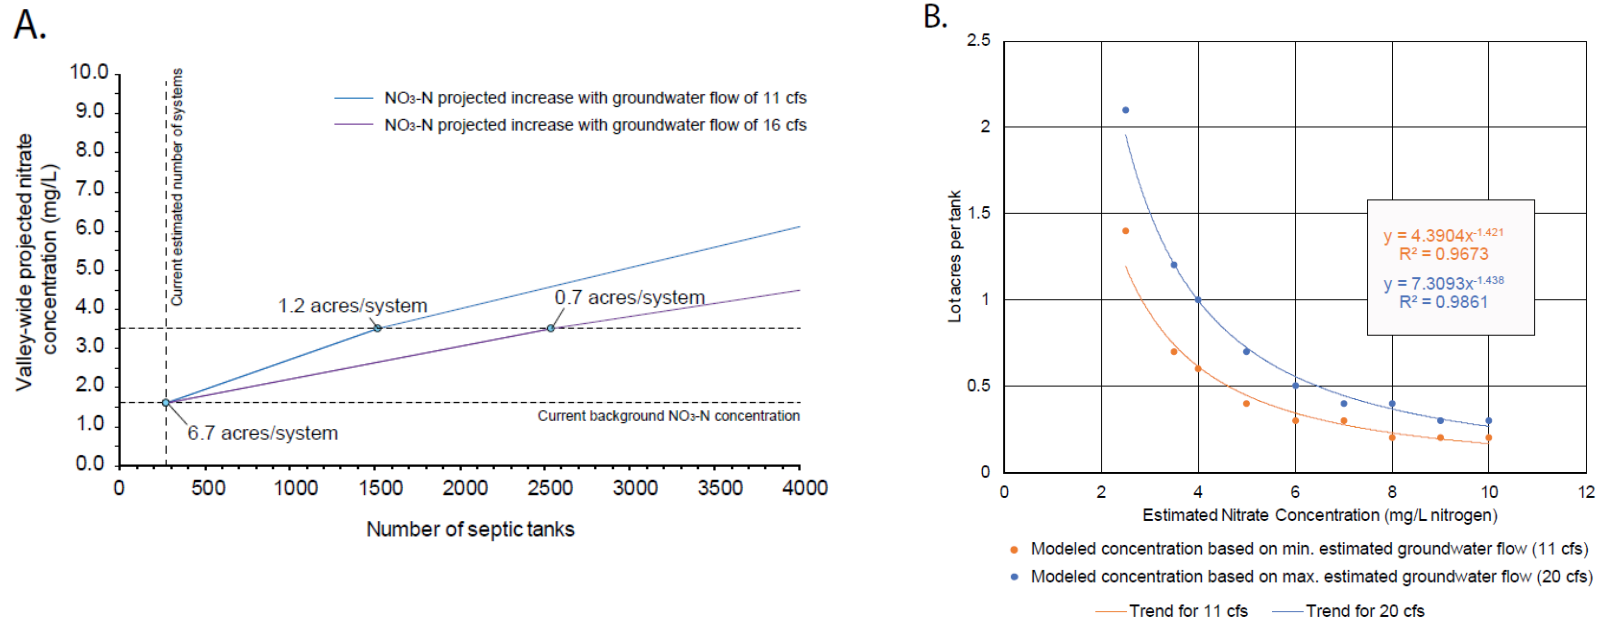 A.
10.0
9.0
8.0
7.0
6.0
5.0
4.0
3.0
2.0
1.0
0.0
Valley-wide projected nitrate
concentration (mg/L)
Current estimated number of systems
NO₃-N projected increase with groundwater flow of 11 cfs
NO₃-N projected increase with groundwater flow of 16 cfs
1.2 acres/system
0.7 acres/system
Current background NO₃-N concentration
6.7 acres/system
0 500 1000 1500 2000 2500 3000 3500 4000
Number of septic tanks
B.
2.5
2
1.5
1
0.5
0
Lot acres per tank
y = 4.3904x⁻¹·⁴²¹
R² = 0.9673
y = 7.3093x⁻¹·⁴³⁸
R² = 0.9861
0 2 4 6 8 10 12
Estimated Nitrate Concentration (mg/L nitrogen)
Modeled concentration based on min. estimated groundwater flow (11 cfs)
Modeled concentration based on max. estimated groundwater flow (20 cfs)
Trend for 11 cfs Trend for 20 cfs